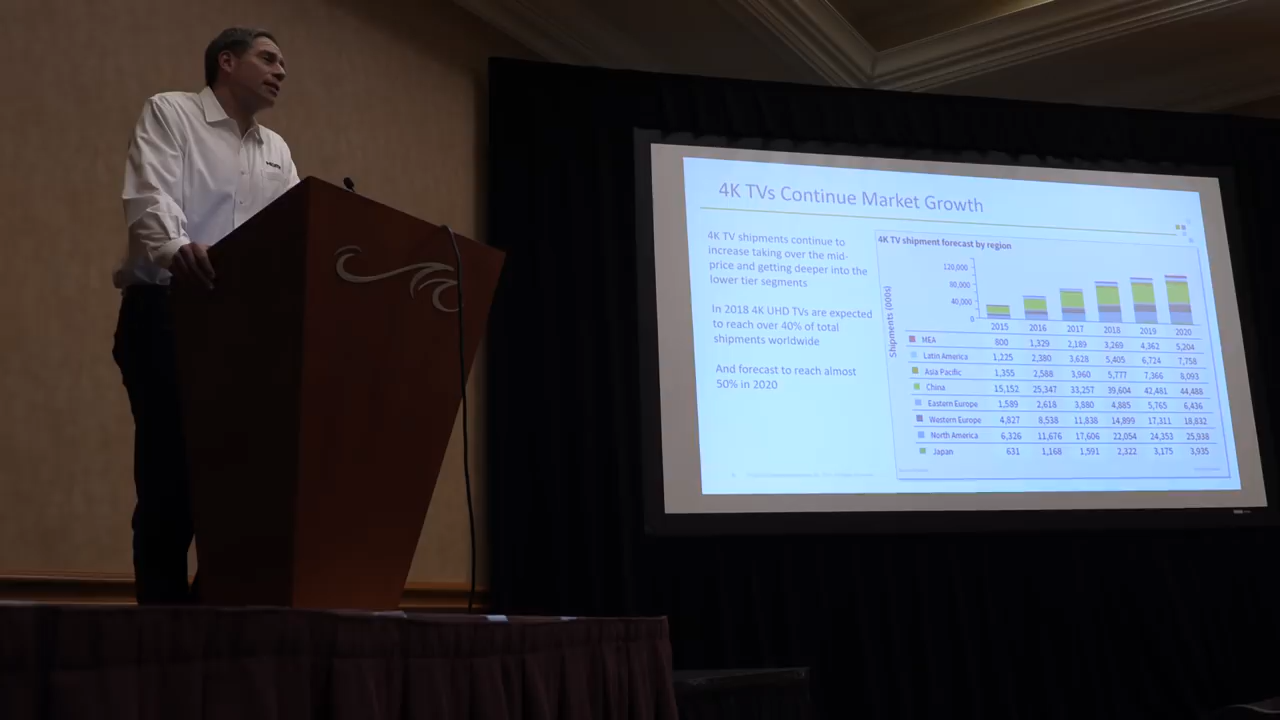 4K TVs Continue Market Growth
4K TV shipments continue to
increase taking over the mid-
price and getting deeper into the
lower tier segments
In 2018 4K UHD TVs are expected
to reach over 40% of total
shipments worldwide
And forecast to reach almost
50% in 2020
4K TV shipment forecast by region
Shipments (000s)
120,000
80,000
40,000
0
2015 2016 2017 2018 2019 2020
MEA 800 1,329 2,189 3,269 4,362 5,204
Latin America 1,225 2,380 3,628 5,405 6,724 7,758
Asia Pacific 1,355 2,588 3,960 5,777 7,366 8,093
China 15,152 25,347 33,257 39,604 42,481 44,488
Eastern Europe 1,589 2,618 3,880 4,885 5,765 6,436
Western Europe 4,827 8,538 11,838 14,899 17,311 18,832
North America 6,326 11,676 17,606 22,054 24,353 25,938
Japan 631 1,168 1,591 2,322 3,175 3,935